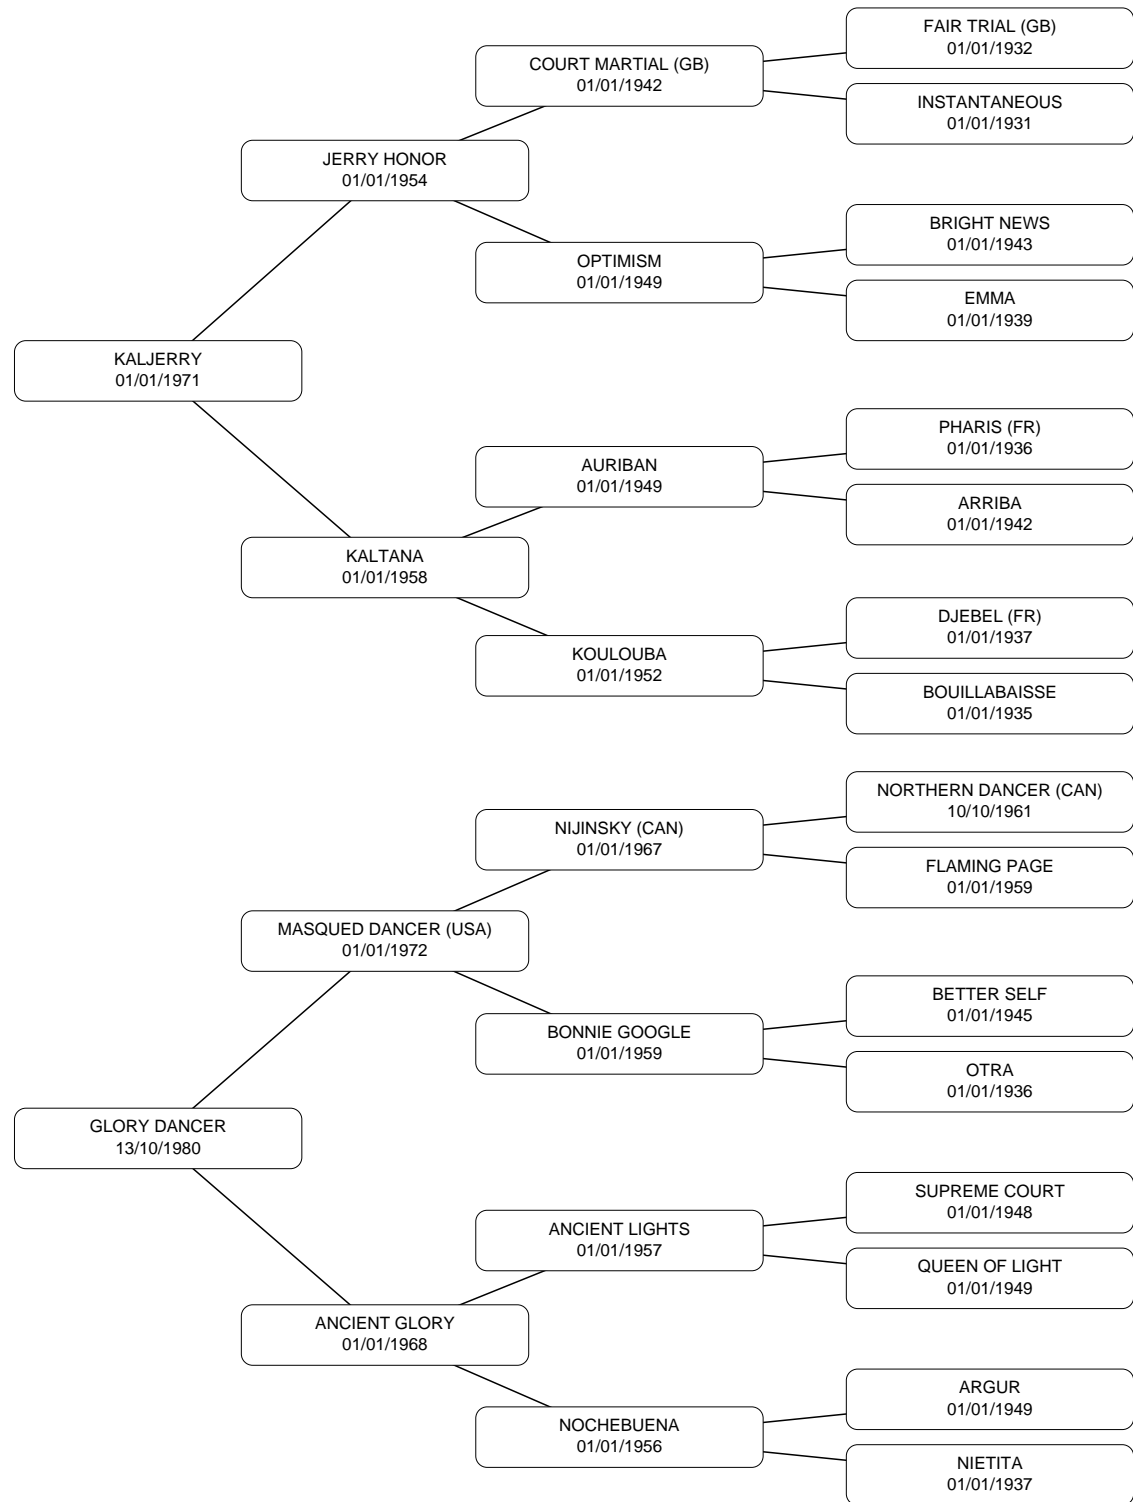 FAIR TRIAL (GB)
01/01/1932
COURT MARTIAL (GB)
01/01/1942
INSTANTANEOUS
01/01/1931
JERRY HONOR
01/01/1954
BRIGHT NEWS
01/01/1943
OPTIMISM
01/01/1949
EMMA
01/01/1939
KALJERRY
01/01/1971
PHARIS (FR)
01/01/1936
AURIBAN
01/01/1949
ARRIBA
01/01/1942
KALTANA
01/01/1958
DJEBEL (FR)
01/01/1937
KOULOUBA
01/01/1952
BOUILLABAISSE
01/01/1935
NORTHERN DANCER (CAN)
10/10/1961
NIJINSKY (CAN)
01/01/1967
FLAMING PAGE
01/01/1959
MASQUED DANCER (USA)
01/01/1972
BETTER SELF
01/01/1945
BONNIE GOOGLE
01/01/1959
OTRA
01/01/1936
GLORY DANCER
13/10/1980
SUPREME COURT
01/01/1948
ANCIENT LIGHTS
01/01/1957
QUEEN OF LIGHT
01/01/1949
ANCIENT GLORY
01/01/1968
ARGUR
01/01/1949
NOCHEBUENA
01/01/1956
NIETITA
01/01/1937